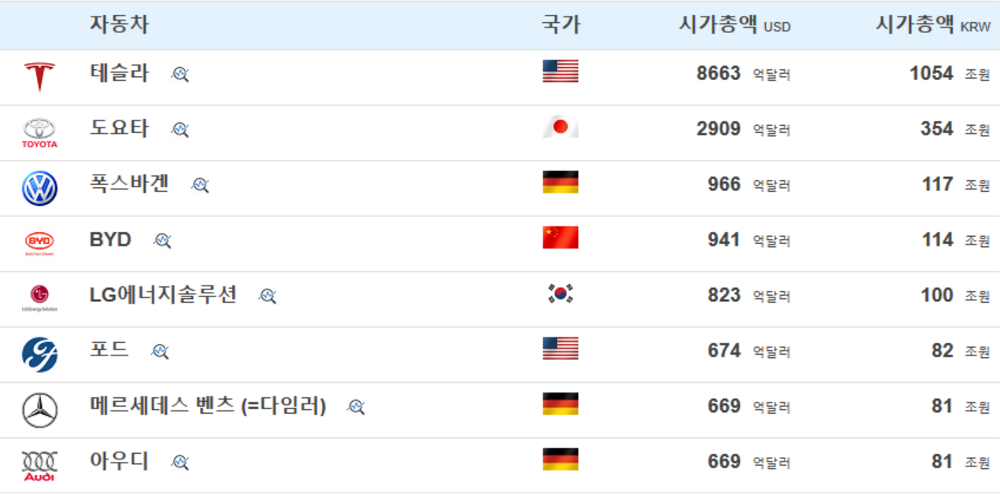 자동차 국가 시가총액 USD 시가총액 KRW
테슬라 8663 억달러 1054 조원
TOYOTA 도요타 2909 억달러 354 조원
폭스바겐 966 억달러 117 조원
BYD BYD 941 억달러 114 조원
LG에너지솔루션 823 억달러 100 조원
포드 674 억달러 82 조원
메르세데스 벤츠 (=다임러) 669 억달러 81 조원
Audi 아우디 669 억달러 81 조원